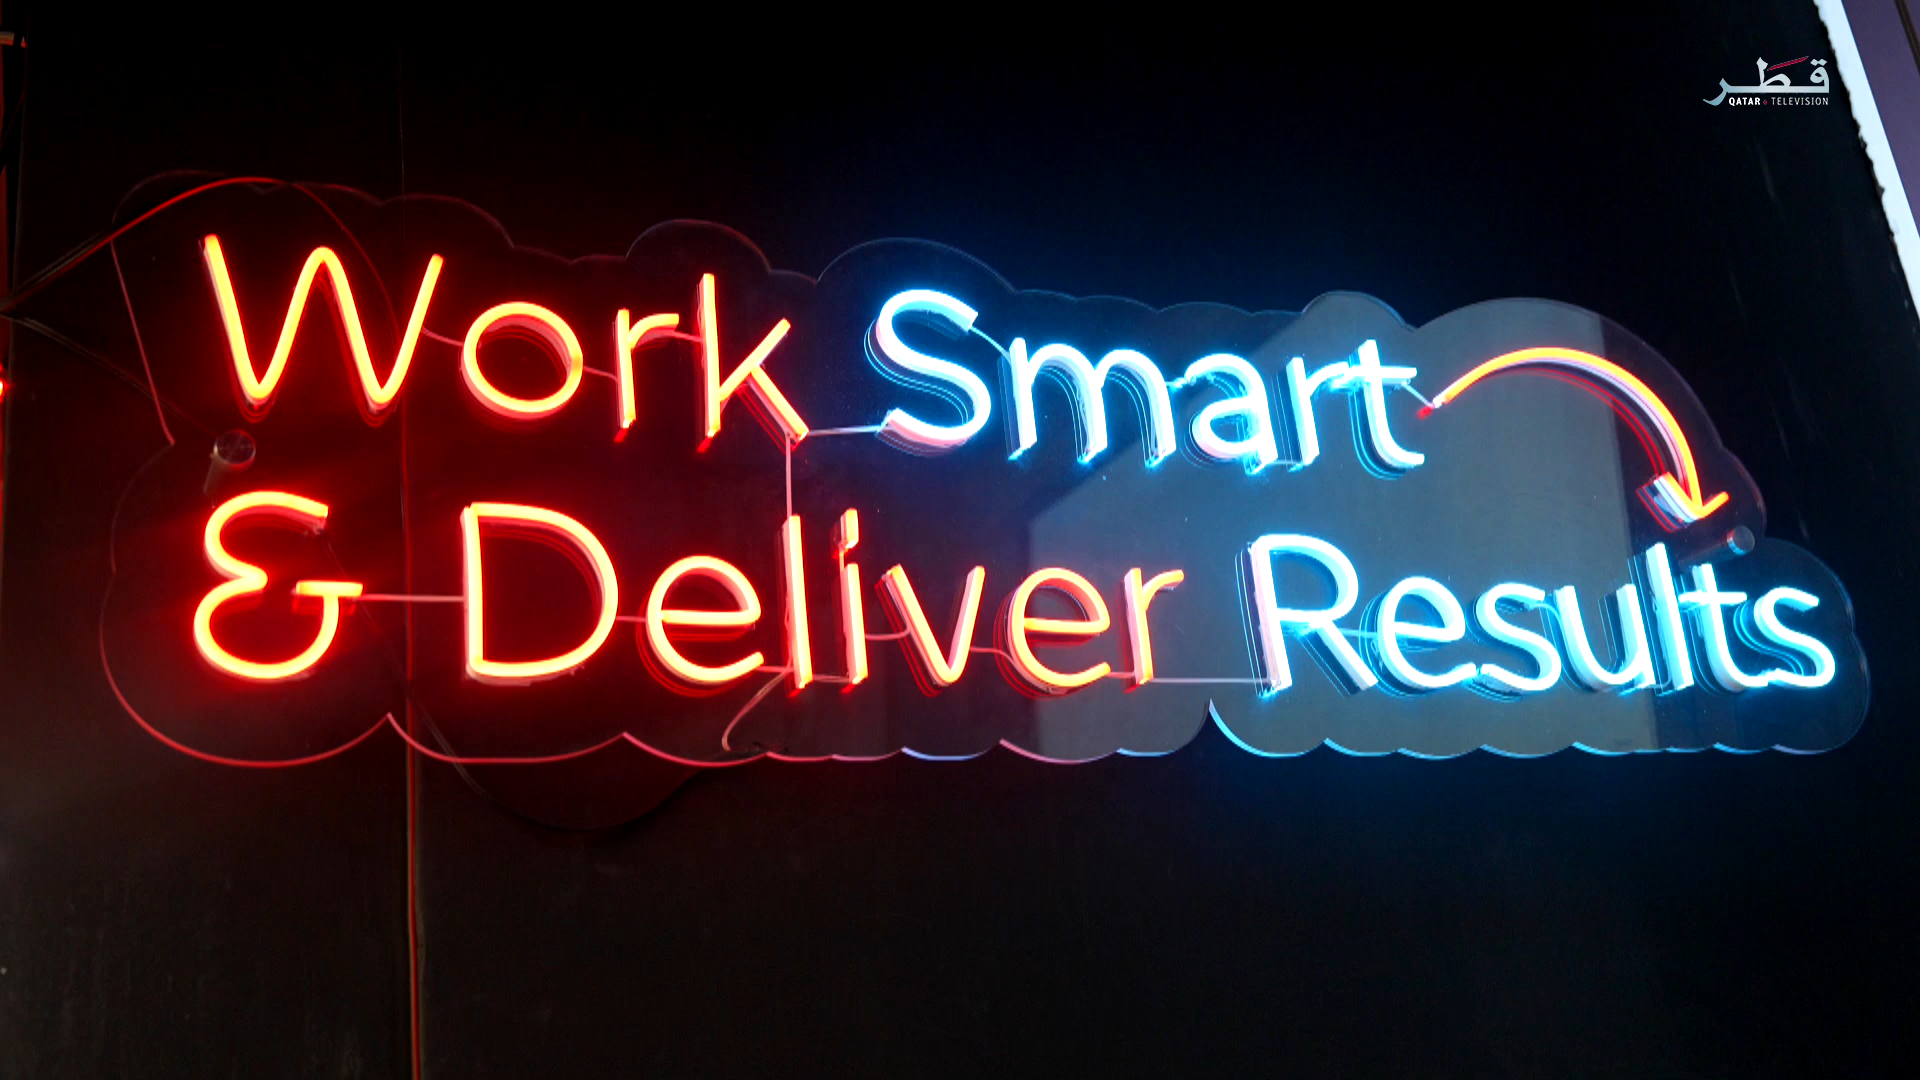 قطر
QATAR TELEVISION
Work Smart
& Deliver Results